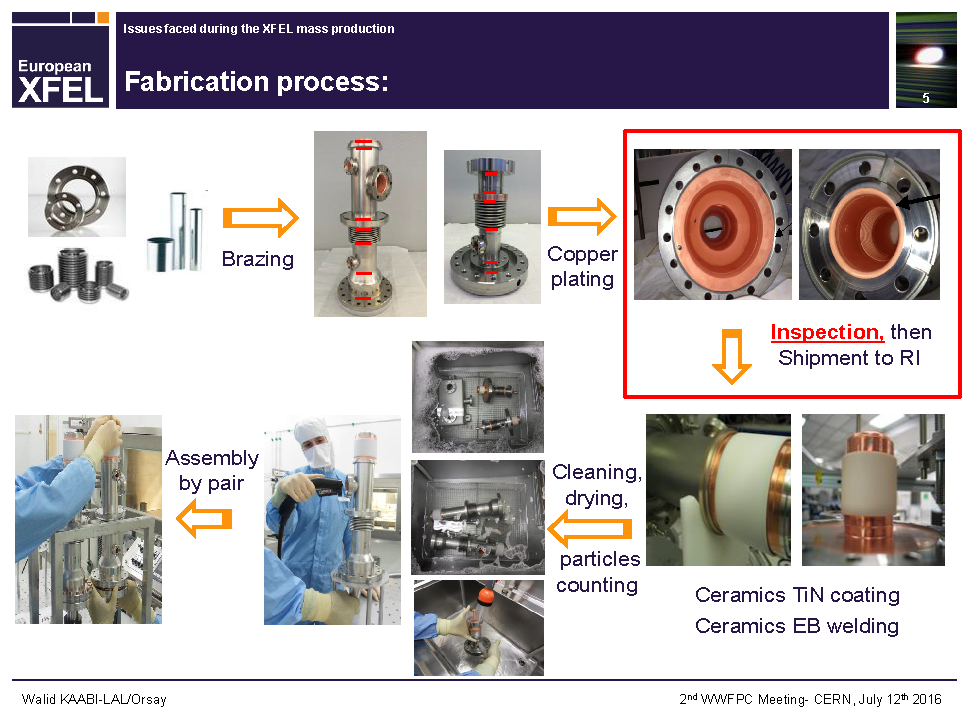 Issues faced during the XFEL mass production
European
XFEL
Fabrication process:
5
Brazing
Copper
plating
Inspection, then
Shipment to RI
Assembly
by pair
Cleaning,
drying,
particles
counting
Ceramics TiN coating
Ceramics EB welding
Walid KAABI-LAL/Orsay
2nd WWFPC Meeting- CERN, July 12th 2016